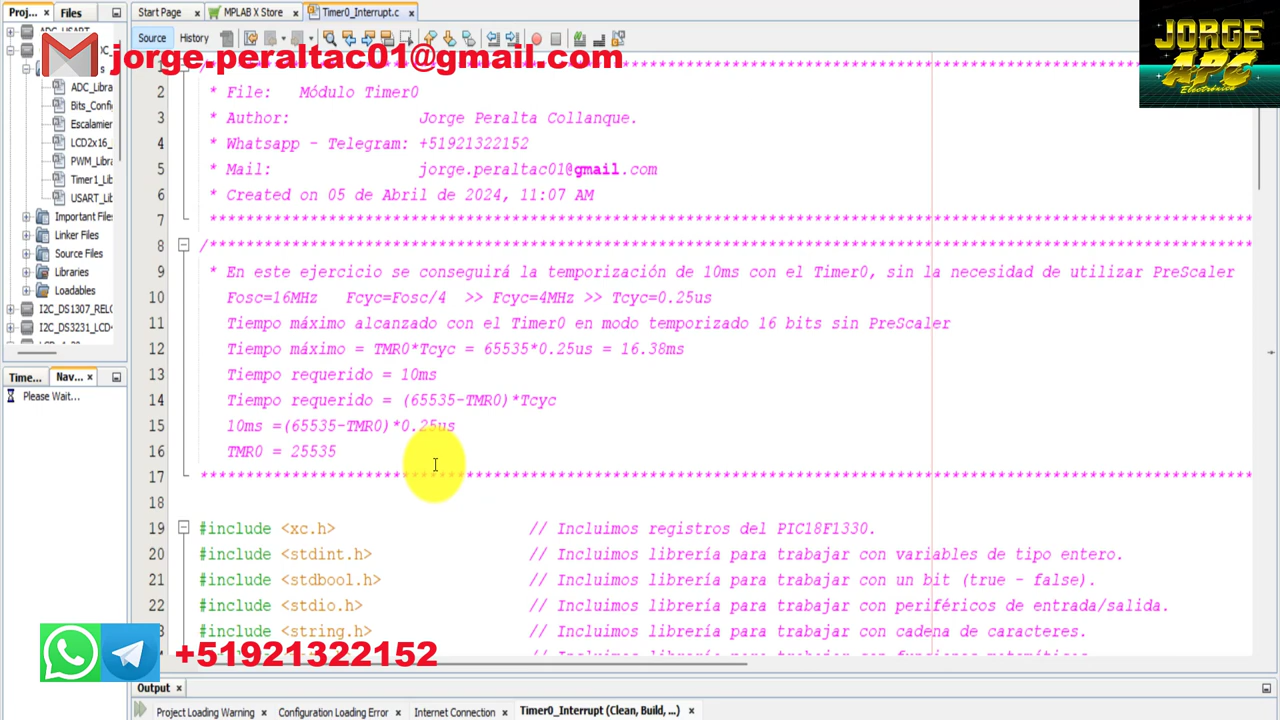 Proj... × Files
Start Page × MPLAB X Store × Timer0_Interrupt.c ×
Source History
jorge.peraltac01@gmail.com
JORGE
APC
Electrónica
ADC_USART
ADC_Libra
Bits_Confi
Escalamier
LCD2x16_
PWM_Libra
Timer1_Lib
USART_Lib
Important Files
Linker Files
Source Files
Libraries
Loadables
I2C_DS1307_RELO
I2C_DS3231_LCD
Time... Nav... ×
Please Wait...
1 /************************************************
2 * File: Módulo Timer0
3 * Author: Jorge Peralta Collanque.
4 * Whatsapp - Telegram: +51921322152
5 * Mail: jorge.peraltac01@gmail.com
6 * Created on 05 de Abril de 2024, 11:07 AM
7 ************************************************
8 /************************************************
9 * En este ejercicio se conseguirá la temporización de 10ms con el Timer0, sin la necesidad de utilizar PreScaler
10 Fosc=16MHz Fcyc=Fosc/4 >> Fcyc=4MHz >> Tcyc=0.25us
11 Tiempo máximo alcanzado con el Timer0 en modo temporizado 16 bits sin PreScaler
12 Tiempo máximo = TMR0*Tcyc = 65535*0.25us = 16.38ms
13 Tiempo requerido = 10ms
14 Tiempo requerido = (65535-TMR0)*Tcyc
15 10ms =(65535-TMR0)*0.25us
16 TMR0 = 25535
17 ************************************************
18
19 #include <xc.h> // Incluimos registros del PIC18F1330.
20 #include <stdint.h> // Incluimos librería para trabajar con variables de tipo entero.
21 #include <stdbool.h> // Incluimos librería para trabajar con un bit (true - false).
22 #include <stdio.h> // Incluimos librería para trabajar con periféricos de entrada/salida.
#include <string.h> // Incluimos librería para trabajar con cadena de caracteres.
+51921322152
Output ×
Project Loading Warning × Configuration Loading Error × Internet Connection × Timer0_Interrupt (Clean, Build, ...) ×